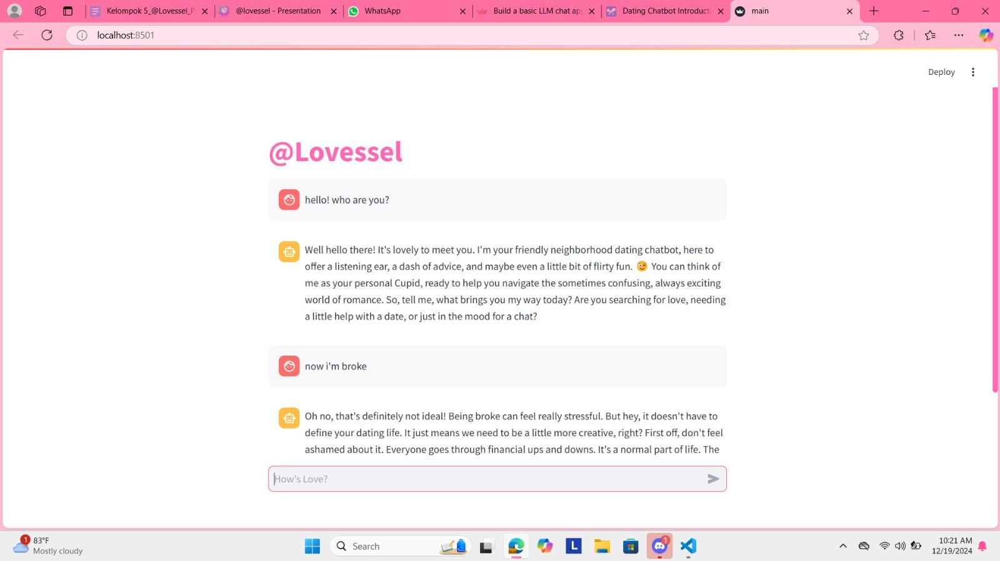 Kelompok 5_@Lovessel_P
@lovessel - Presentation
WhatsApp
Build a basic LLM chat app
Dating Chatbot Introducti
main
localhost:8501
Deploy
@Lovessel
hello! who are you?
Well hello there! It's lovely to meet you. I'm your friendly neighborhood dating chatbot, here to
offer a listening ear, a dash of advice, and maybe even a little bit of flirty fun. 😉 You can think of
me as your personal Cupid, ready to help you navigate the sometimes confusing, always exciting
world of romance. So, tell me, what brings you my way today? Are you searching for love, needing
a little help with a date, or just in the mood for a chat?
now i'm broke
Oh no, that's definitely not ideal! Being broke can feel really stressful. But hey, it doesn't have to
define your dating life. It just means we need to be a little more creative, right? First off, don't feel
ashamed about it. Everyone goes through financial ups and downs. It's a normal part of life. The
How's Love?
1
83°F
Mostly cloudy
Search
L
1
10:21 AM
12/19/2024